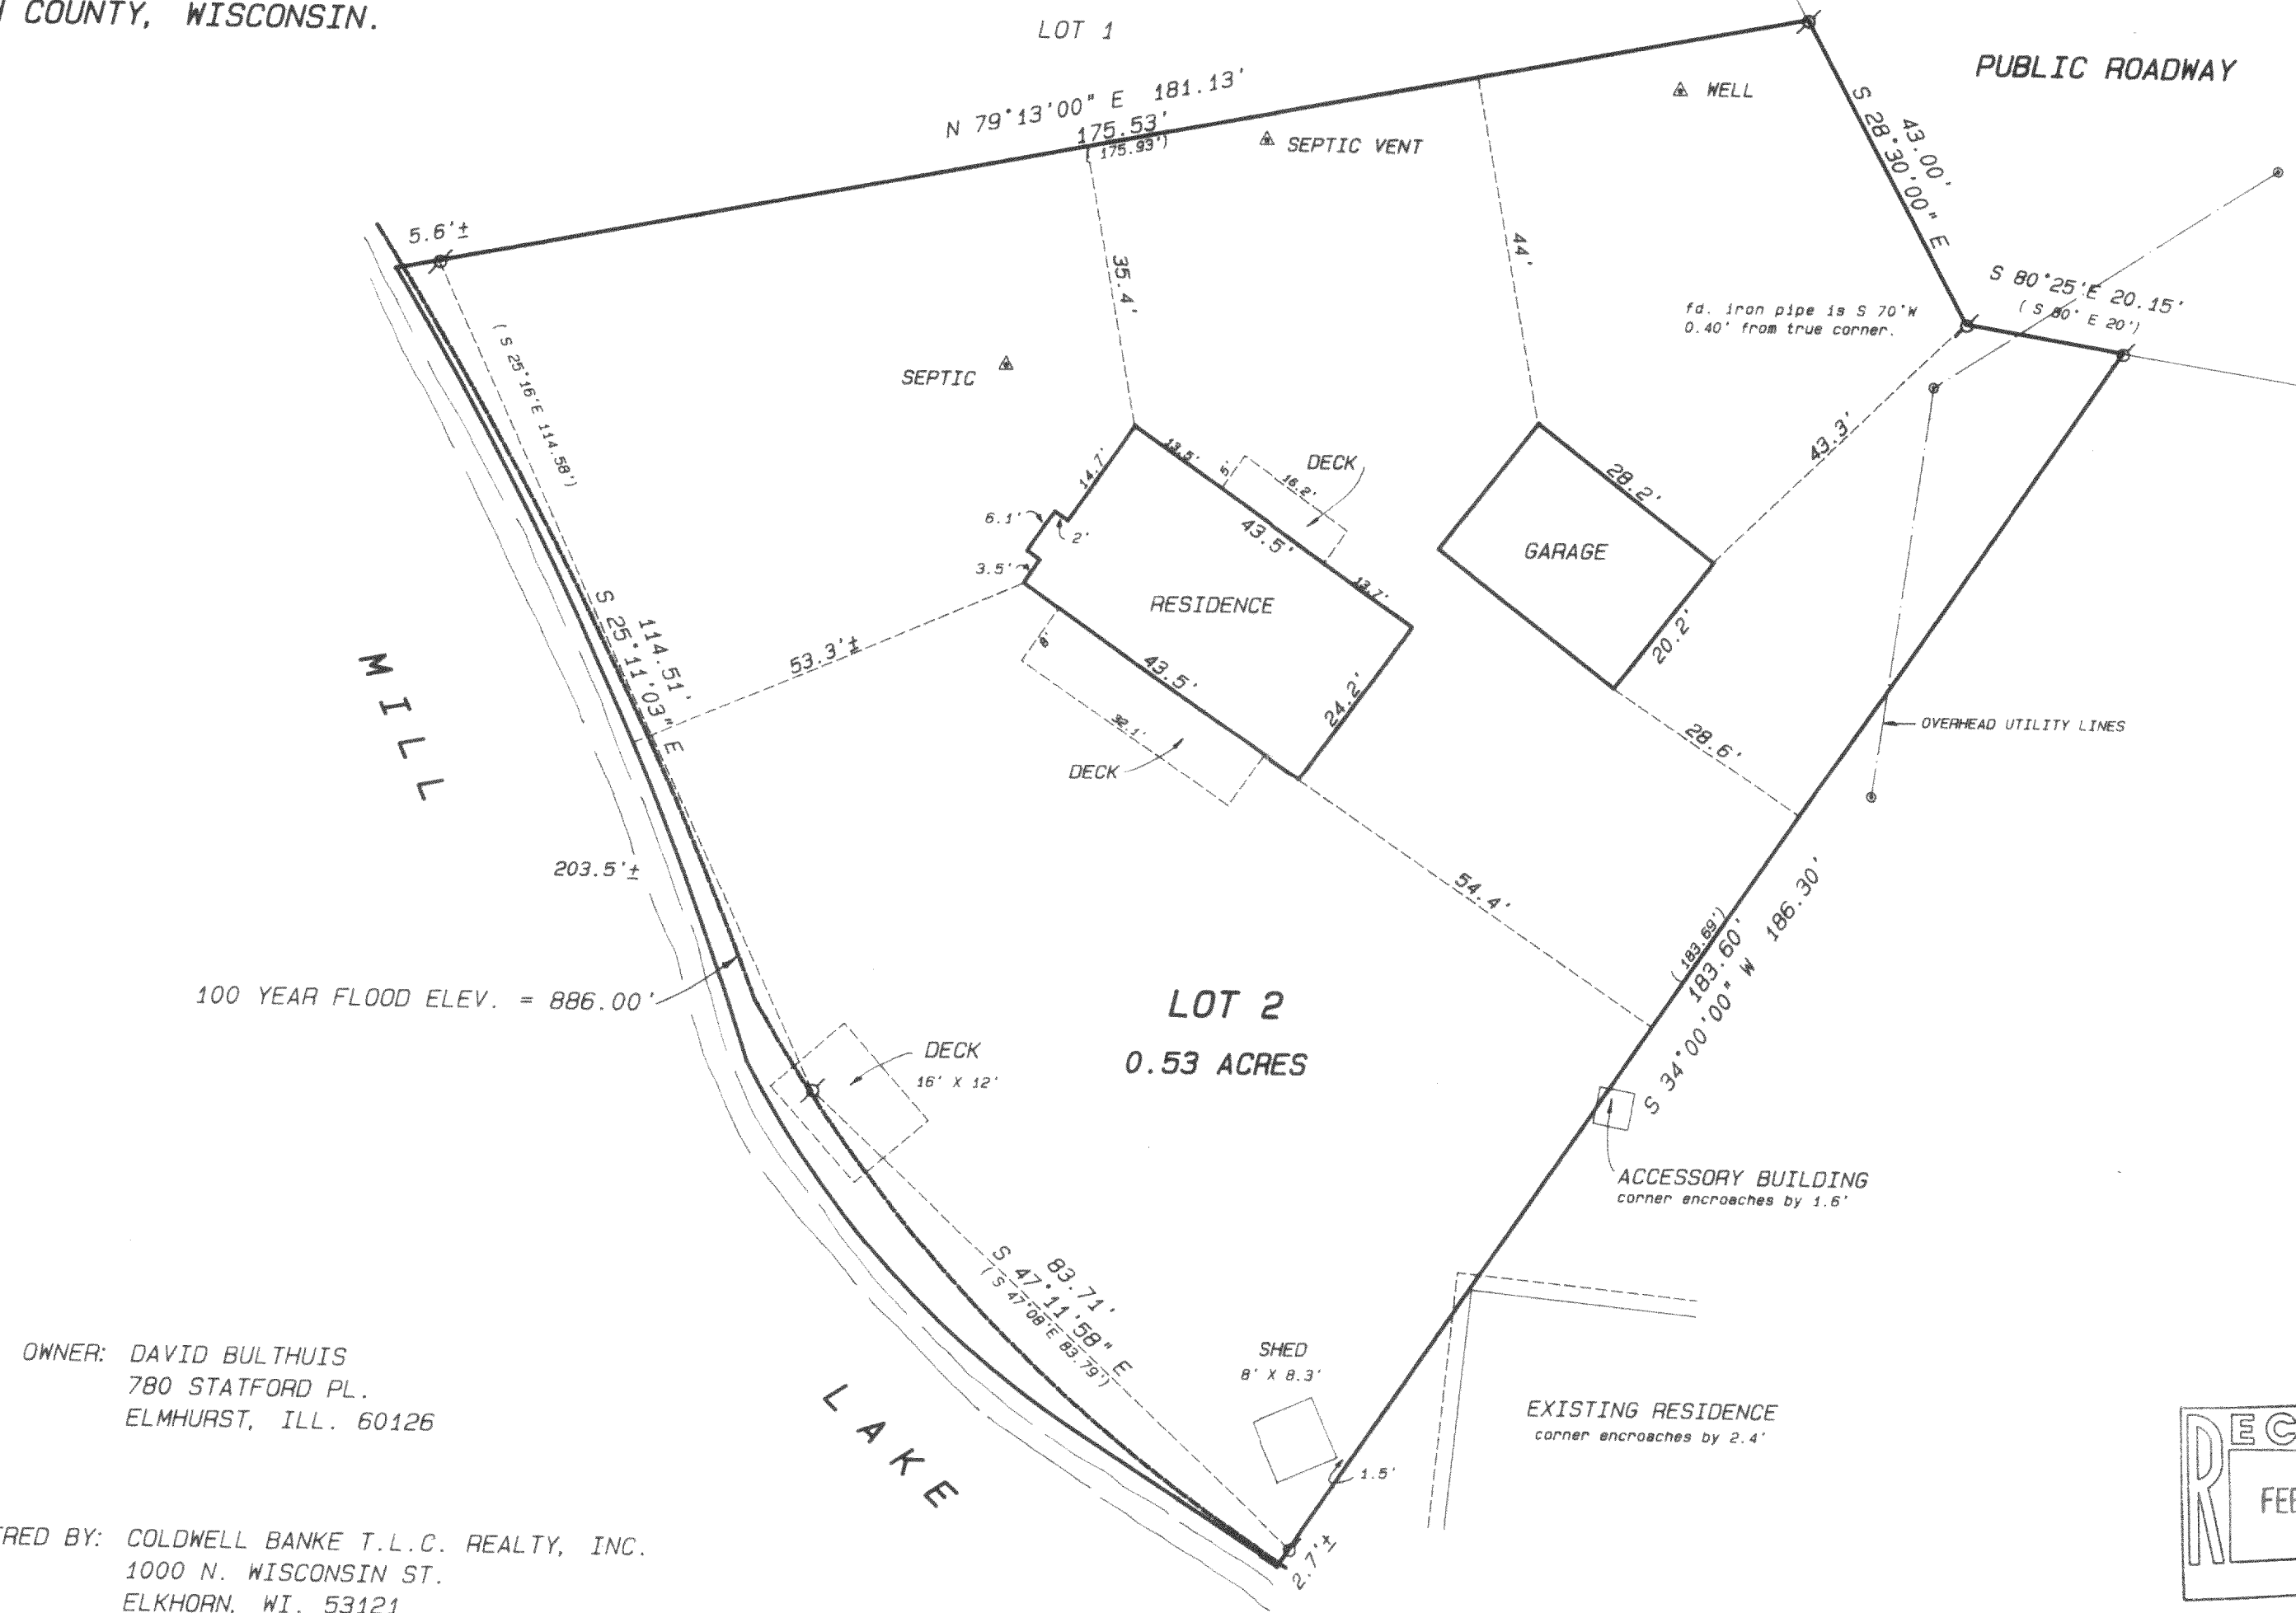 COUNTY, WISCONSIN.
LOT 1
PUBLIC ROADWAY
N 79°13'00" E 181.13'
175.53'
(175.93')
WELL
SEPTIC VENT
43.00'
S 28°30'00" E
5.6'±
35.4'
44'
S 80°25'E 20.15'
(S 80° E 20')
fd. iron pipe is S 70°W
0.40' from true corner.
(S 25°16'E 114.58')
SEPTIC
43.3'
13.5'
14.7'
5'
16.2'
DECK
28.2'
6.1'
2'
43.5'
GARAGE
3.5'
13.7'
RESIDENCE
20.2'
114.51'
S 25°11'03" E
53.3'±
8'
43.5'
24.2'
32.1'
DECK
28.6'
OVERHEAD UTILITY LINES
MILL
203.5'±
54.4'
(183.69')
183.60'
S 34°00'00" W 186.30'
100 YEAR FLOOD ELEV. = 886.00'
LOT 2
0.53 ACRES
DECK
16' X 12'
ACCESSORY BUILDING
corner encroaches by 1.6'
83.71'
S 47°11'58" E
(S 47°08'E 83.79')
SHED
8' X 8.3'
LAKE
EXISTING RESIDENCE
corner encroaches by 2.4'
1.5'
2.7'±
OWNER: DAVID BULTHUIS
780 STATFORD PL.
ELMHURST, ILL. 60126
RED BY: COLDWELL BANKE T.L.C. REALTY, INC.
1000 N. WISCONSIN ST.
ELKHORN, WI. 53121
REC
FEE